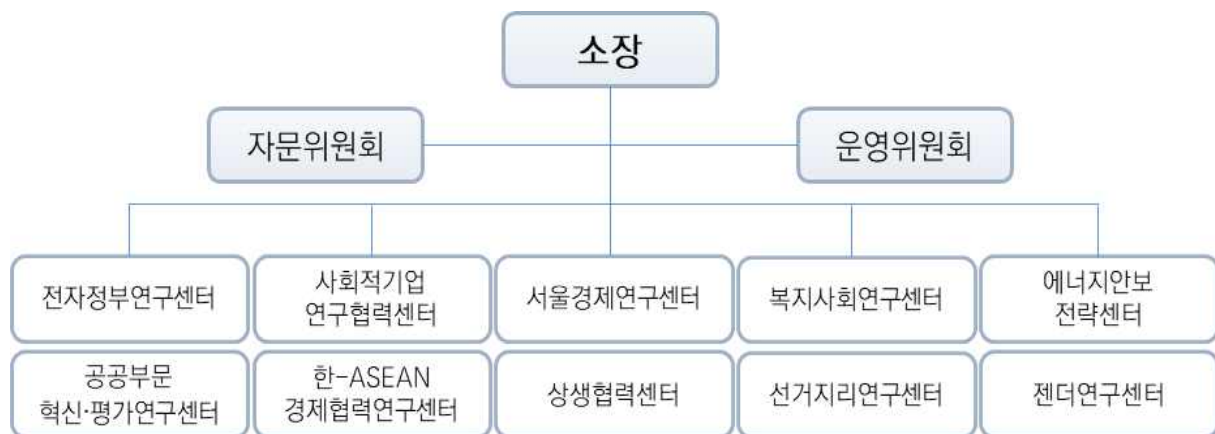 소장
자문위원회
운영위원회
전자정부연구센터
사회적기업
연구협력센터
서울경제연구센터
복지사회연구센터
에너지안보
전략센터
공공부문
혁신·평가연구센터
한-ASEAN
경제협력연구센터
상생협력센터
선거지리연구센터
젠더연구센터